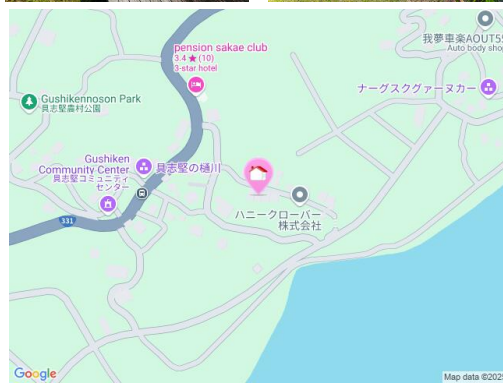 pension sakae club
3.4 ★ (10)
3-star hotel
我夢車楽AOUT55
Auto body shop
ナーグスクグァーヌカー
Gushikennoson Park
具志堅農村公園
Gushiken
Community Center
具志堅コミュニティ
センター
具志堅の樋川
ハニークローバー
株式会社
331
Google
Map data ©202